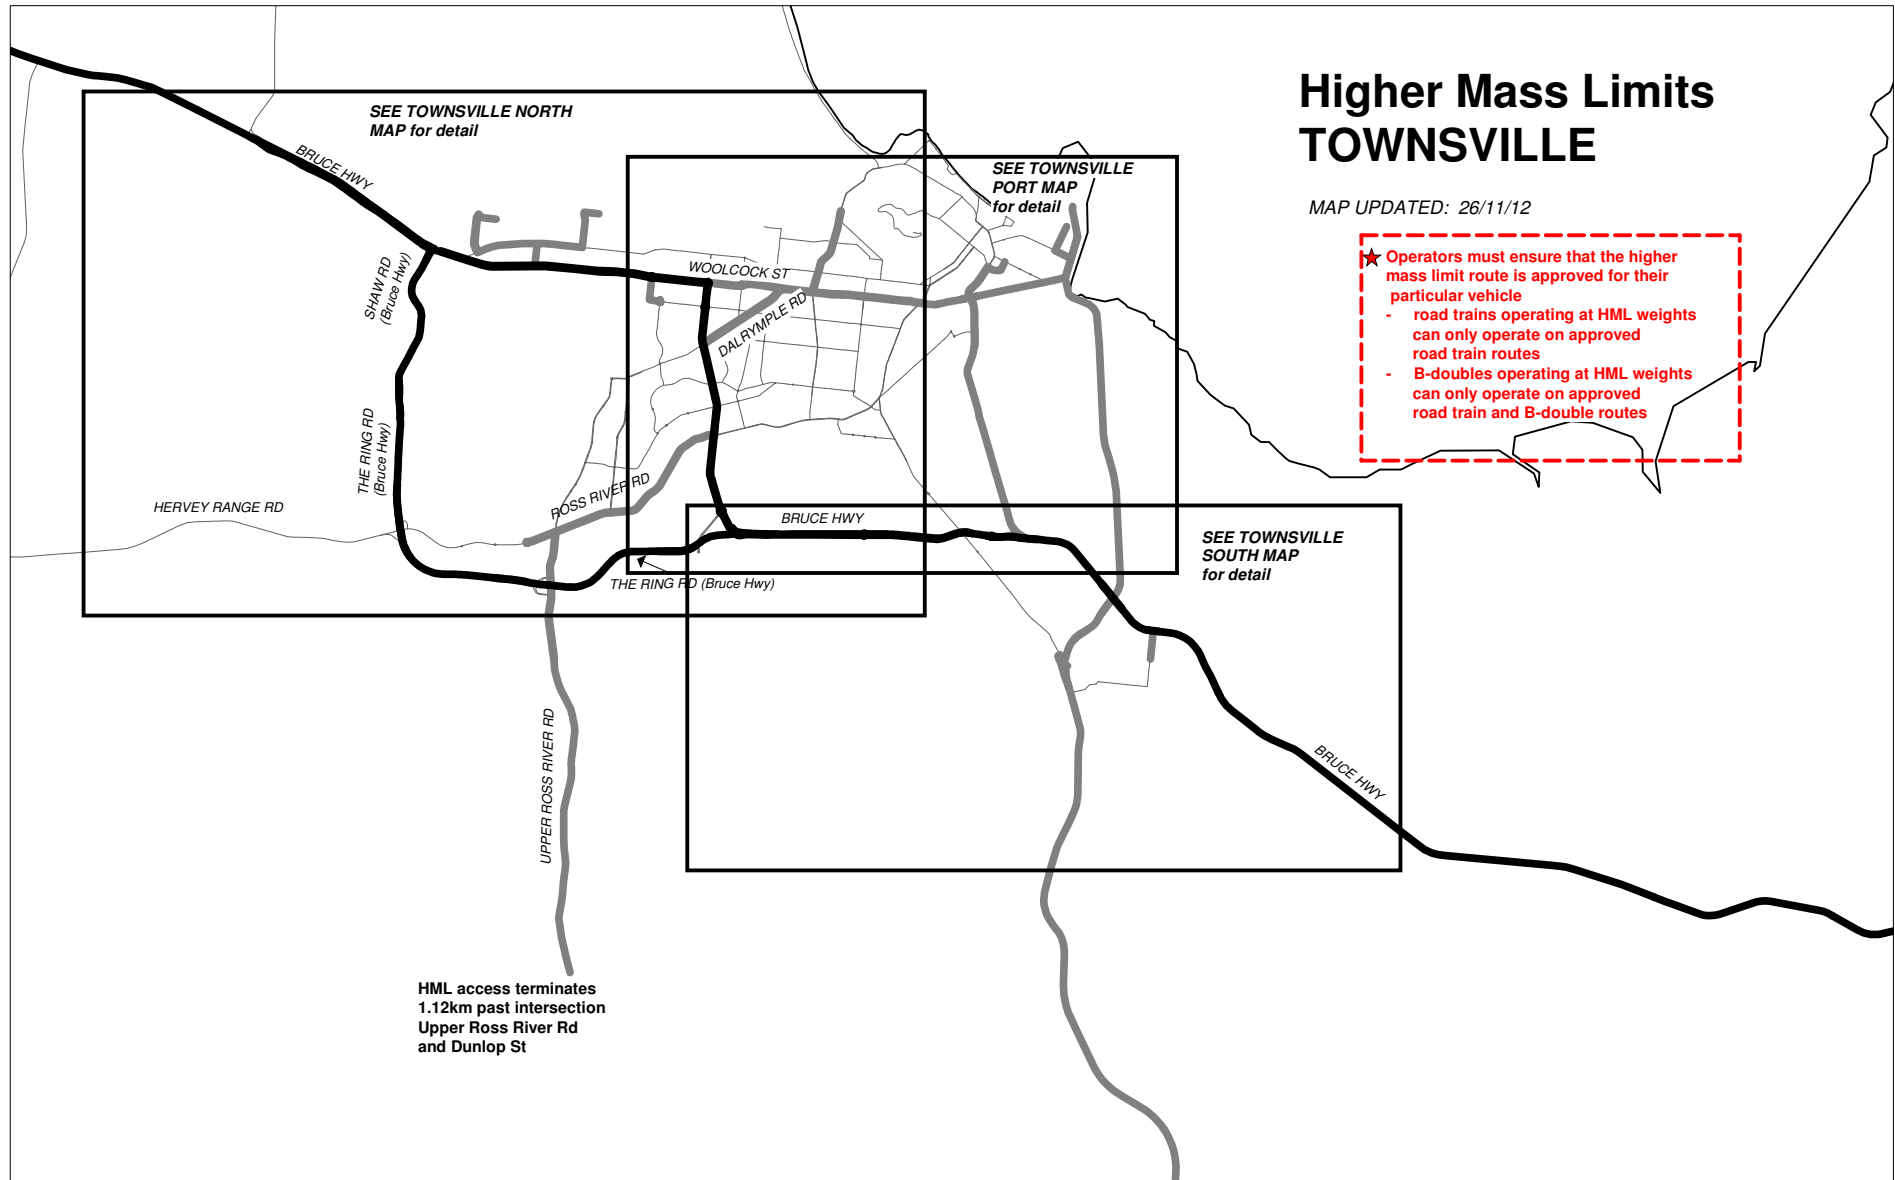 Higher Mass Limits
TOWNSVILLE
MAP UPDATED: 26/11/12
Operators must ensure that the higher
mass limit route is approved for their
particular vehicle
- road trains operating at HML weights
can only operate on approved
road train routes
- B-doubles operating at HML weights
can only operate on approved
road train and B-double routes
SEE TOWNSVILLE NORTH
MAP for detail
BRUCE HWY
SEE TOWNSVILLE
PORT MAP
for detail
WOOLCOCK ST
SHAW RD
(Bruce Hwy)
DALRYMPLE RD
THE RING RD
(Bruce Hwy)
ROSS RIVER RD
HERVEY RANGE RD
BRUCE HWY
SEE TOWNSVILLE
SOUTH MAP
for detail
THE RING RD (Bruce Hwy)
UPPER ROSS RIVER RD
BRUCE HWY
HML access terminates
1.12km past intersection
Upper Ross River Rd
and Dunlop St